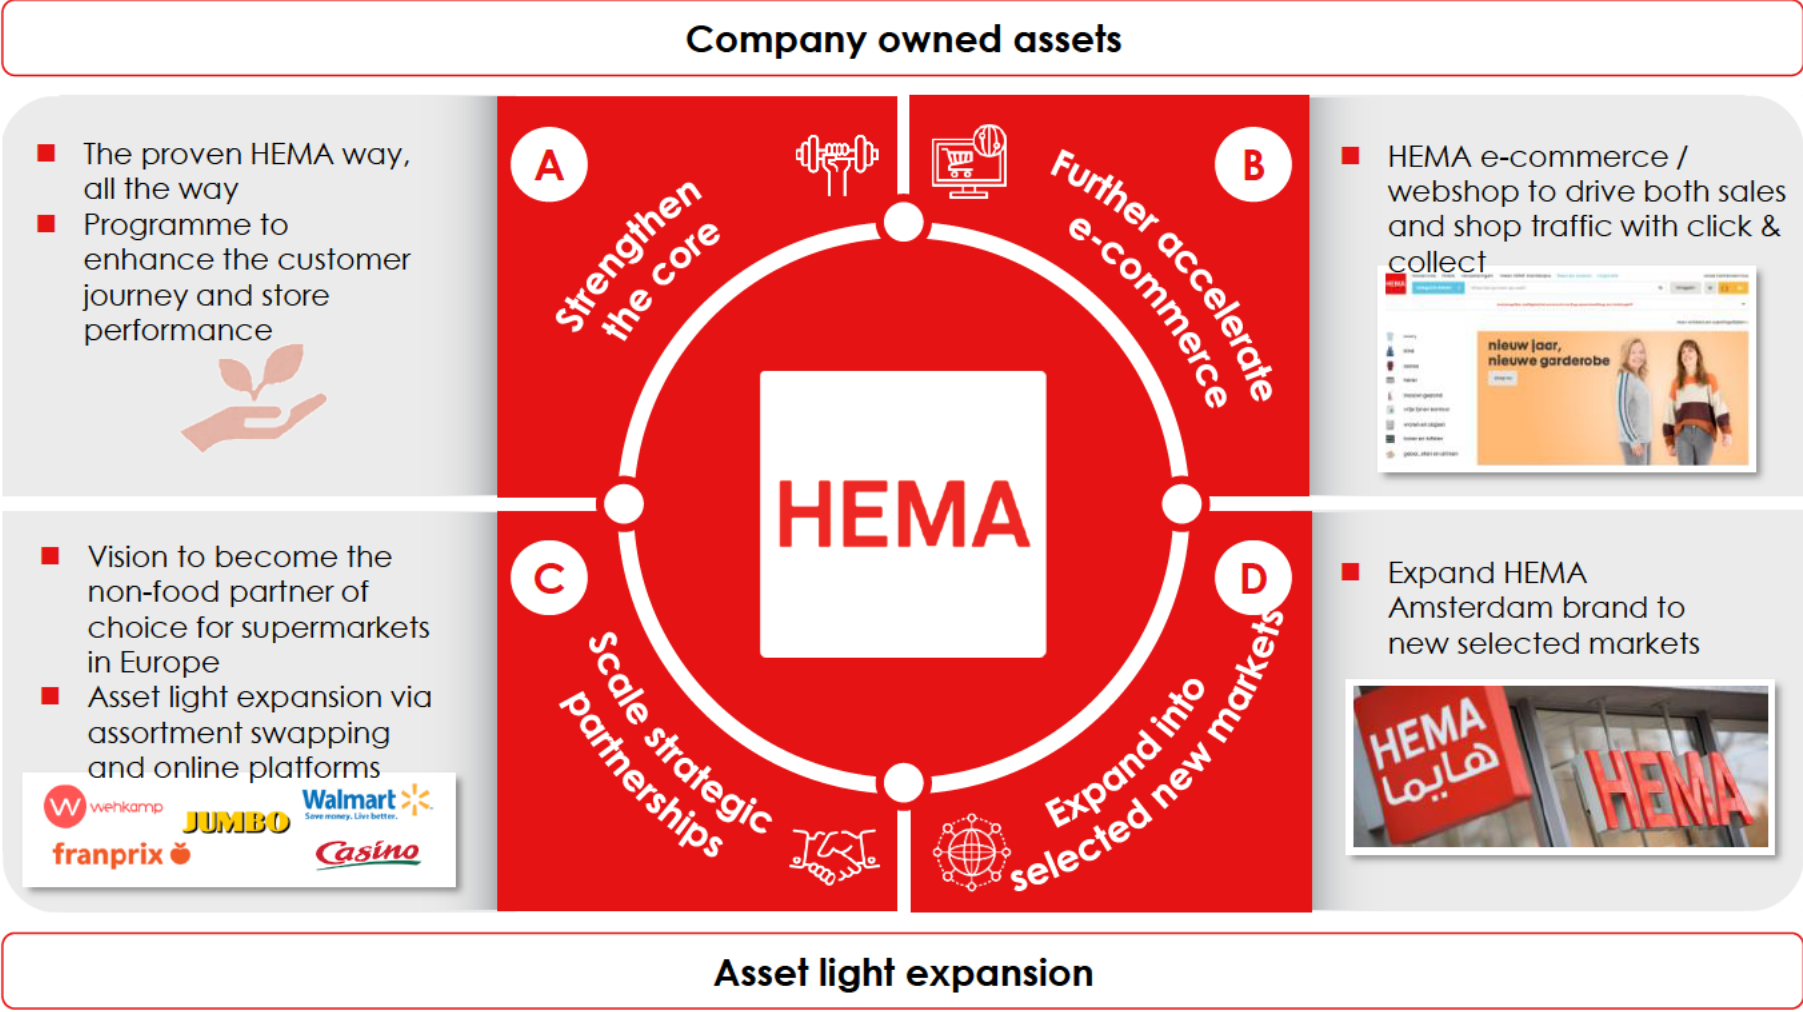 Company owned assets
The proven HEMA way,
all the way
Programme to
enhance the customer
journey and store
performance
A
Strengthen
the core
B
Further accelerate
e-commerce
HEMA e-commerce /
webshop to drive both sales
and shop traffic with click &
collect
HEMA
nieuw jaar,
nieuwe garderobe
HEMA
Vision to become the
non-food partner of
choice for supermarkets
in Europe
Asset light expansion via
assortment swapping
and online platforms
wehkamp
JUMBO
Walmart
Save money. Live better.
franprix
Casino
C
Scale strategic
partnerships
D
Expand into
selected new markets
Expand HEMA
Amsterdam brand to
new selected markets
HEMA
هايما
HEMA
Asset light expansion